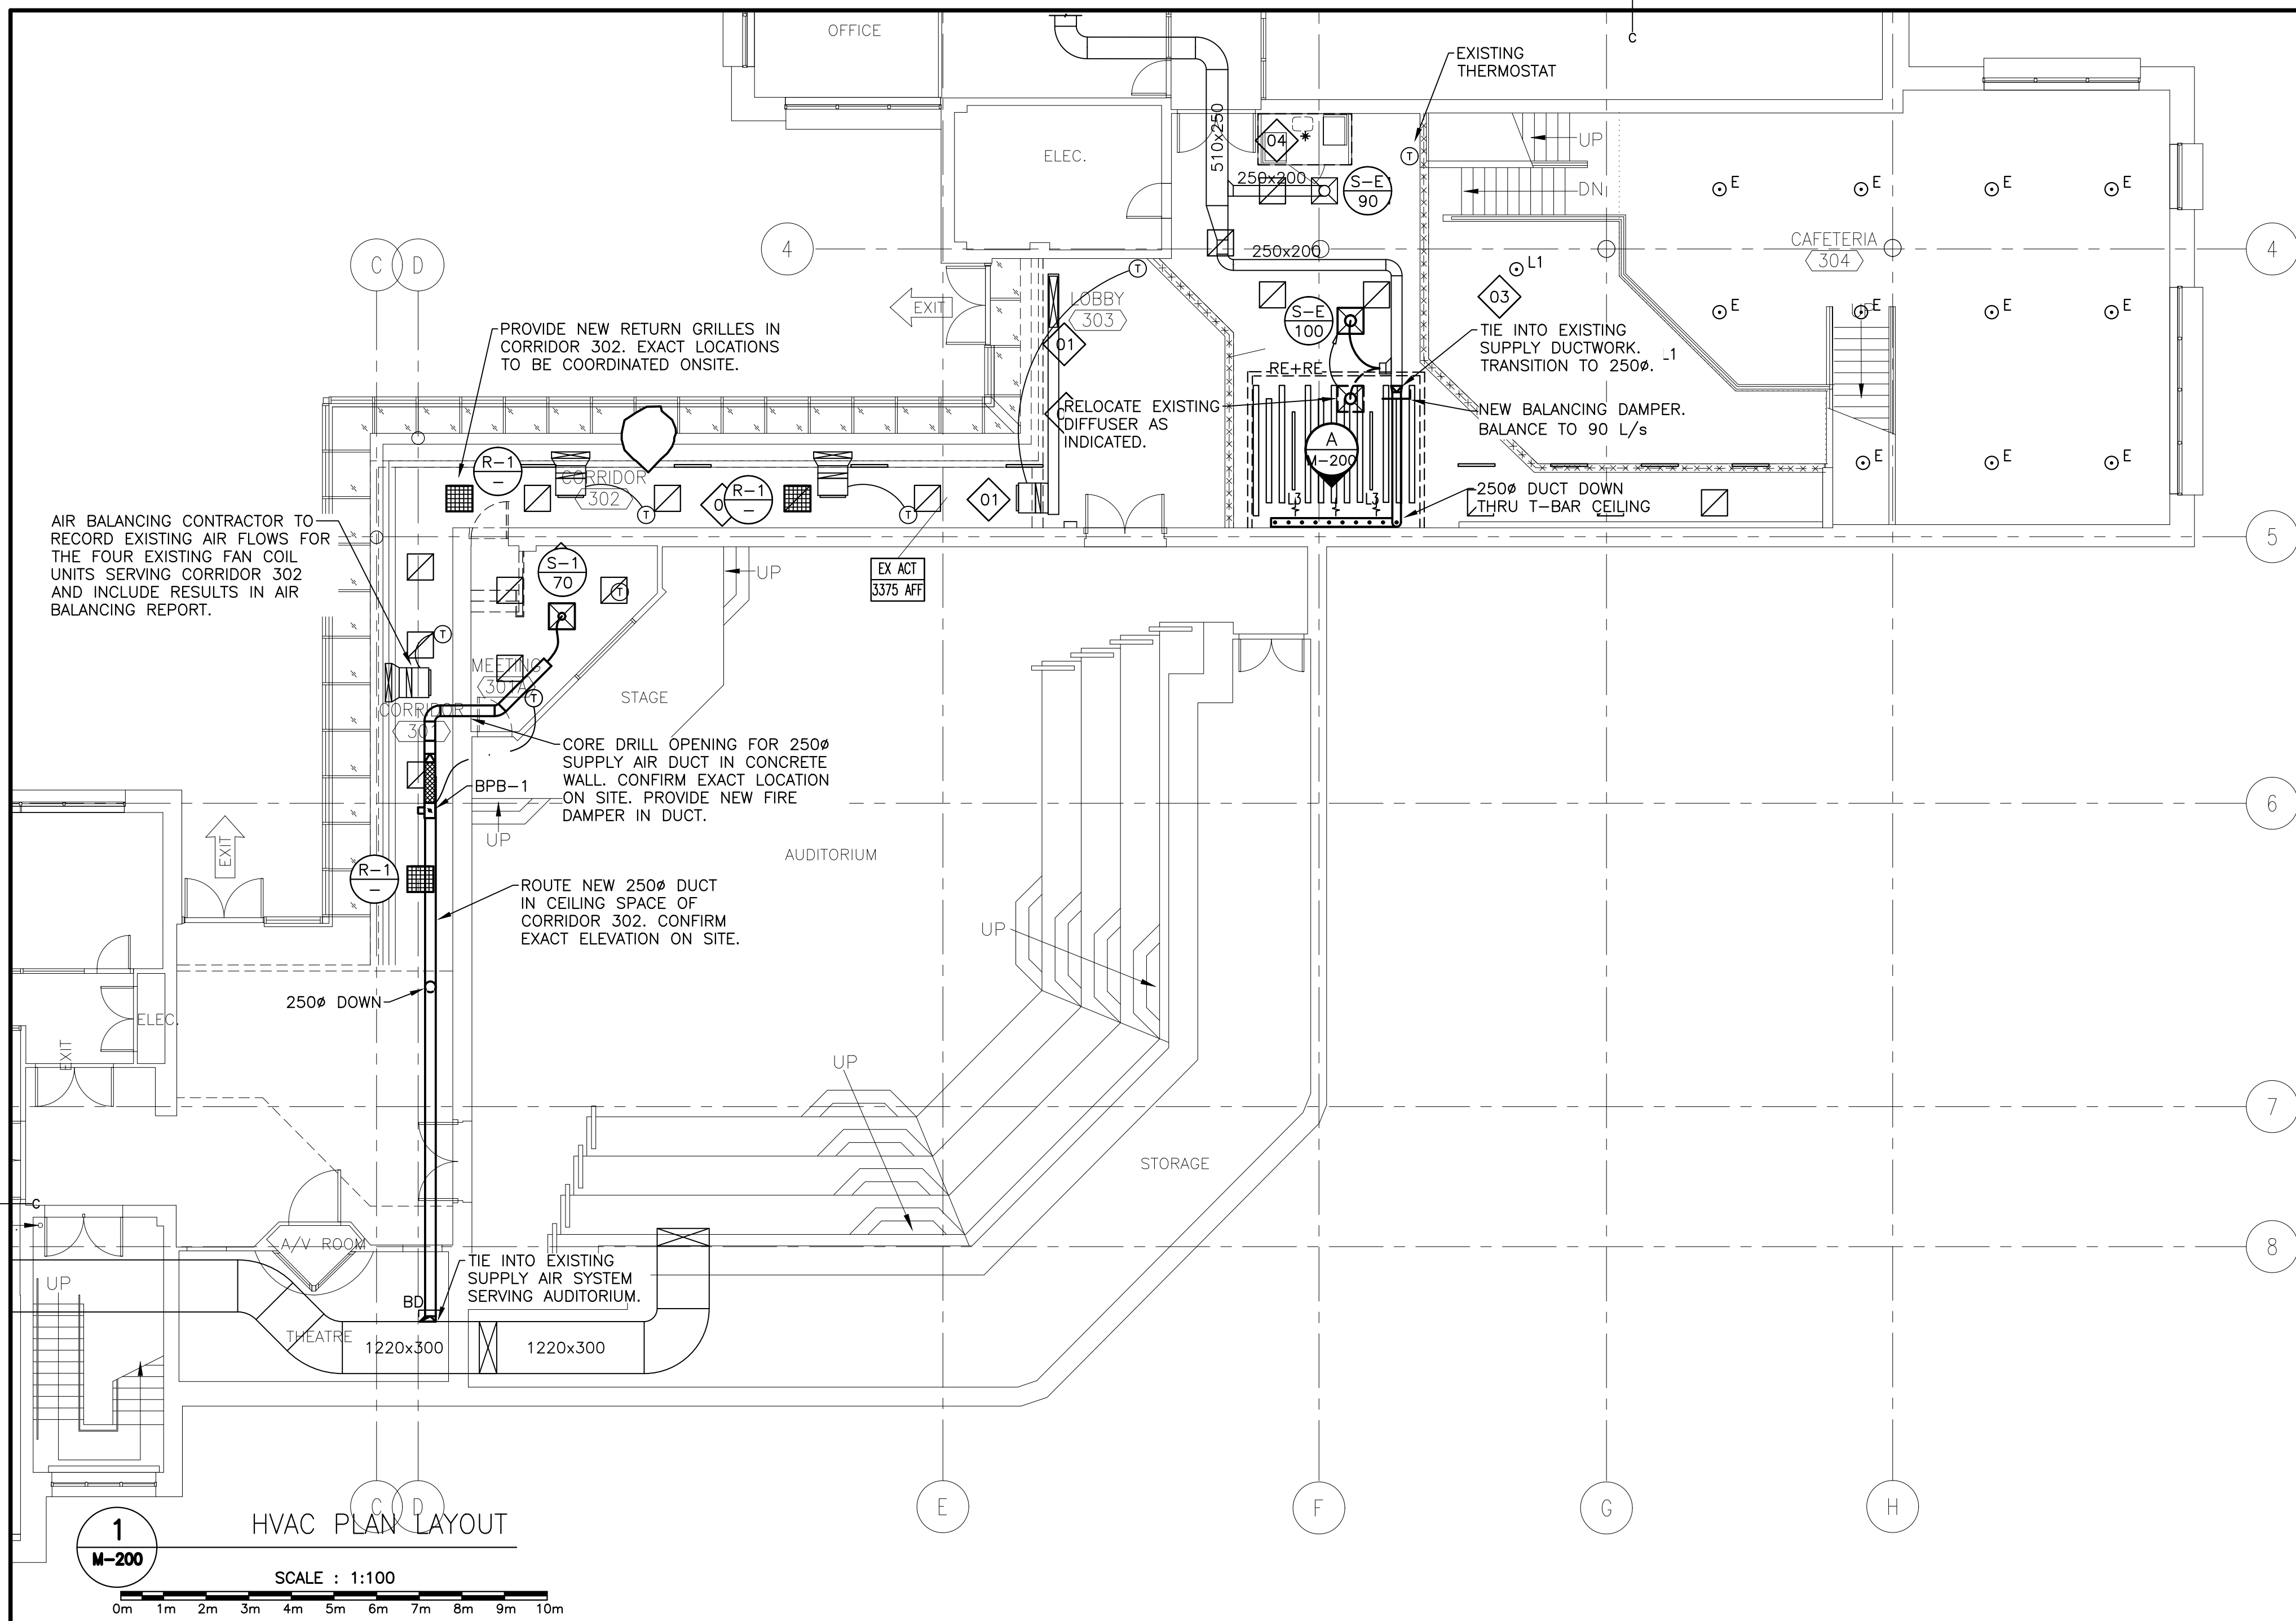 C
OFFICE
EXISTING
THERMOSTAT
510x250
04
*
UP
ELEC.
T
250x200
S-E
90
DN
E
E
E
E
4
250x200
CAFETERIA
304
4
C
D
T
L1
03
EXIT
LOBBY
303
S-E
100
E
E
E
E
UP
PROVIDE NEW RETURN GRILLES IN
CORRIDOR 302. EXACT LOCATIONS
TO BE COORDINATED ONSITE.
01
TIE INTO EXISTING
SUPPLY DUCTWORK.
TRANSITION TO 250ø.
L1
RE+RE
RELOCATE EXISTING
DIFFUSER AS
INDICATED.
NEW BALANCING DAMPER.
BALANCE TO 90 L/s
A
M-200
R-1
–
CORRIDOR
302
R-1
–
01
E
E
E
T
T
L3
L3
250ø DUCT DOWN
THRU T-BAR CEILING
AIR BALANCING CONTRACTOR TO
RECORD EXISTING AIR FLOWS FOR
THE FOUR EXISTING FAN COIL
UNITS SERVING CORRIDOR 302
AND INCLUDE RESULTS IN AIR
BALANCING REPORT.
5
S-1
70
UP
EX ACT
3375 AFF
T
T
MEETING
301A
T
STAGE
CORRIDOR
30
CORE DRILL OPENING FOR 250ø
SUPPLY AIR DUCT IN CONCRETE
WALL. CONFIRM EXACT LOCATION
ON SITE. PROVIDE NEW FIRE
DAMPER IN DUCT.
BPB-1
6
UP
EXIT
AUDITORIUM
R-1
–
ROUTE NEW 250ø DUCT
IN CEILING SPACE OF
CORRIDOR 302. CONFIRM
EXACT ELEVATION ON SITE.
UP
250ø DOWN
ELEC.
EXIT
UP
7
STORAGE
C
A/V ROOM
8
TIE INTO EXISTING
SUPPLY AIR SYSTEM
SERVING AUDITORIUM.
UP
BD
THEATRE
1220x300
1220x300
C
D
E
F
G
H
1
M-200
HVAC PLAN LAYOUT
SCALE : 1:100
0m 1m 2m 3m 4m 5m 6m 7m 8m 9m 10m